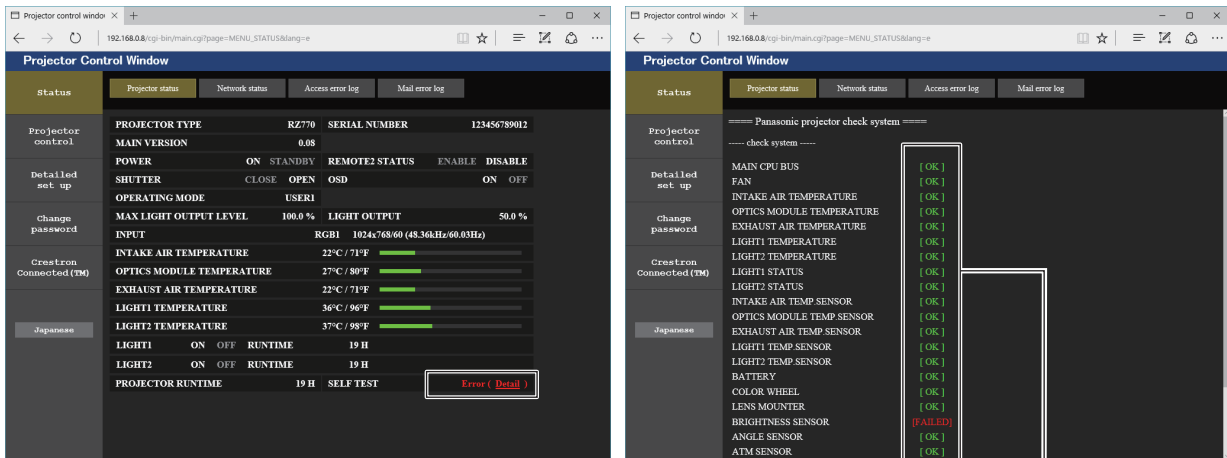 Projector control windov
192.168.0.8/cgi-bin/main.cgi?page=MENU_STATUS&lang=e
Projector Control Window
Status
Projector status Network status Access error log Mail error log
Projector
control
Detailed
set up
Change
password
Crestron
Connected(TM)
Japanese
PROJECTOR TYPE RZ770 SERIAL NUMBER 123456789012
MAIN VERSION 0.08
POWER ON STANDBY REMOTE2 STATUS ENABLE DISABLE
SHUTTER CLOSE OPEN OSD ON OFF
OPERATING MODE USER1
MAX LIGHT OUTPUT LEVEL 100.0 % LIGHT OUTPUT 50.0 %
INPUT RGB1 1024x768/60 (48.36kHz/60.03Hz)
INTAKE AIR TEMPERATURE 22°C / 71°F
OPTICS MODULE TEMPERATURE 27°C / 80°F
EXHAUST AIR TEMPERATURE 22°C / 71°F
LIGHT1 TEMPERATURE 36°C / 96°F
LIGHT2 TEMPERATURE 37°C / 98°F
LIGHT1 ON OFF RUNTIME 19 H
LIGHT2 ON OFF RUNTIME 19 H
PROJECTOR RUNTIME 19 H SELF TEST Error ( Detail )
Projector control windov
192.168.0.8/cgi-bin/main.cgi?page=MENU_STATUS&lang=e
Projector Control Window
Status
Projector status Network status Access error log Mail error log
Projector
control
Detailed
set up
Change
password
Crestron
Connected(TM)
Japanese
==== Panasonic projector check system ====
----- check system -----
MAIN CPU BUS [ OK ]
FAN [ OK ]
INTAKE AIR TEMPERATURE [ OK ]
OPTICS MODULE TEMPERATURE [ OK ]
EXHAUST AIR TEMPERATURE [ OK ]
LIGHT1 TEMPERATURE [ OK ]
LIGHT2 TEMPERATURE [ OK ]
LIGHT1 STATUS [ OK ]
LIGHT2 STATUS [ OK ]
INTAKE AIR TEMP.SENSOR [ OK ]
OPTICS MODULE TEMP.SENSOR [ OK ]
EXHAUST AIR TEMP.SENSOR [ OK ]
LIGHT1 TEMP.SENSOR [ OK ]
LIGHT2 TEMP.SENSOR [ OK ]
BATTERY [ OK ]
COLOR WHEEL [ OK ]
LENS MOUNTER [ OK ]
BRIGHTNESS SENSOR [FAILED]
ANGLE SENSOR [ OK ]
ATM SENSOR [ OK ]